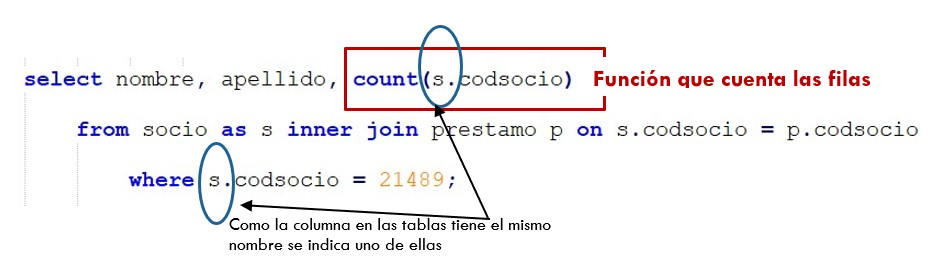 select nombre, apellido, count(s.codsocio) Función que cuenta las filas
from socio as s inner join prestamo p on s.codsocio = p.codsocio
where s.codsocio = 21489;
Como la columna en las tablas tiene el mismo
nombre se indica uno de ellas